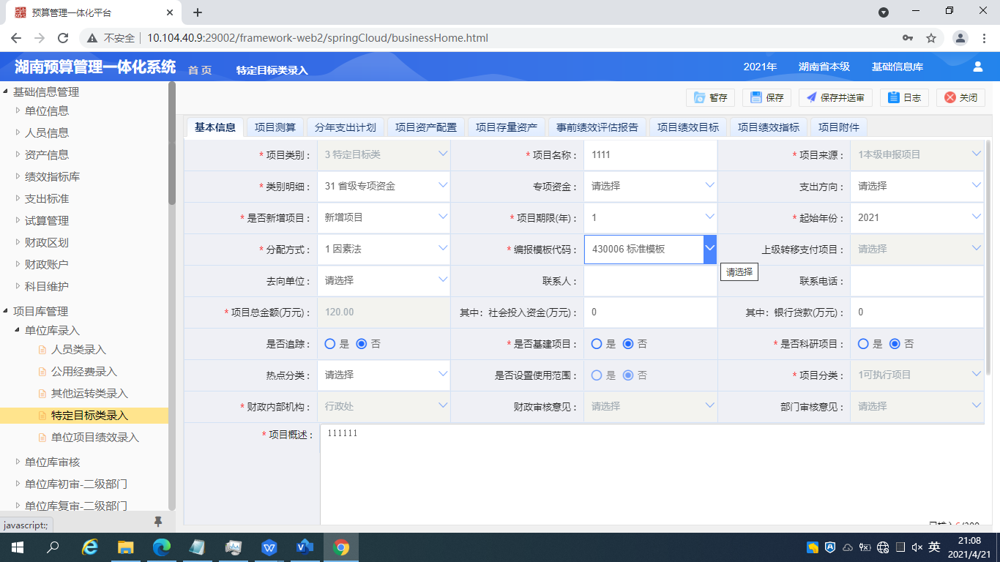 预算管理一体化平台
不安全 10.104.40.9:29002/framework-web2/springCloud/businessHome.html
湖南预算管理一体化系统 首页 特定目标类录入 2021年 湖南省本级 基础信息库
基础信息管理
单位信息
人员信息
资产信息
绩效指标库
支出标准
试算管理
财政区划
财政账户
科目维护
项目库管理
单位库录入
人员类录入
公用经费录入
其他运转类录入
特定目标类录入
单位项目绩效录入
单位库审核
单位库初审-二级部门
单位库复审-二级部门
javascript:;
暂存 保存 保存并送审 日志 关闭
基本信息 项目测算 分年支出计划 项目资产配置 项目存量资产 事前绩效评估报告 项目绩效目标 项目绩效指标 项目附件
* 项目类别: 3 特定目标类 * 项目名称: 1111 * 项目来源: 1本级申报项目
* 类别明细: 31 省级专项资金 专项资金: 请选择 支出方向: 请选择
* 是否新增项目: 新增项目 * 项目期限(年): 1 * 起始年份: 2021
* 分配方式: 1 因素法 * 编报模板代码: 430006 标准模板 上级转移支付项目: 请选择
请选择
去向单位: 请选择 联系人: 联系电话:
* 项目总金额(万元): 120.00 其中: 社会投入资金(万元): 0 其中: 银行贷款(万元): 0
是否追踪: 是 否 * 是否基建项目: 是 否 * 是否科研项目: 是 否
热点分类: 请选择 是否设置使用范围: 是 否 * 项目分类: 1可执行项目
* 财政内部机构: 行政处 财政审核意见: 请选择 部门审核意见: 请选择
* 项目概述: 111111
英 21:08
2021/4/21